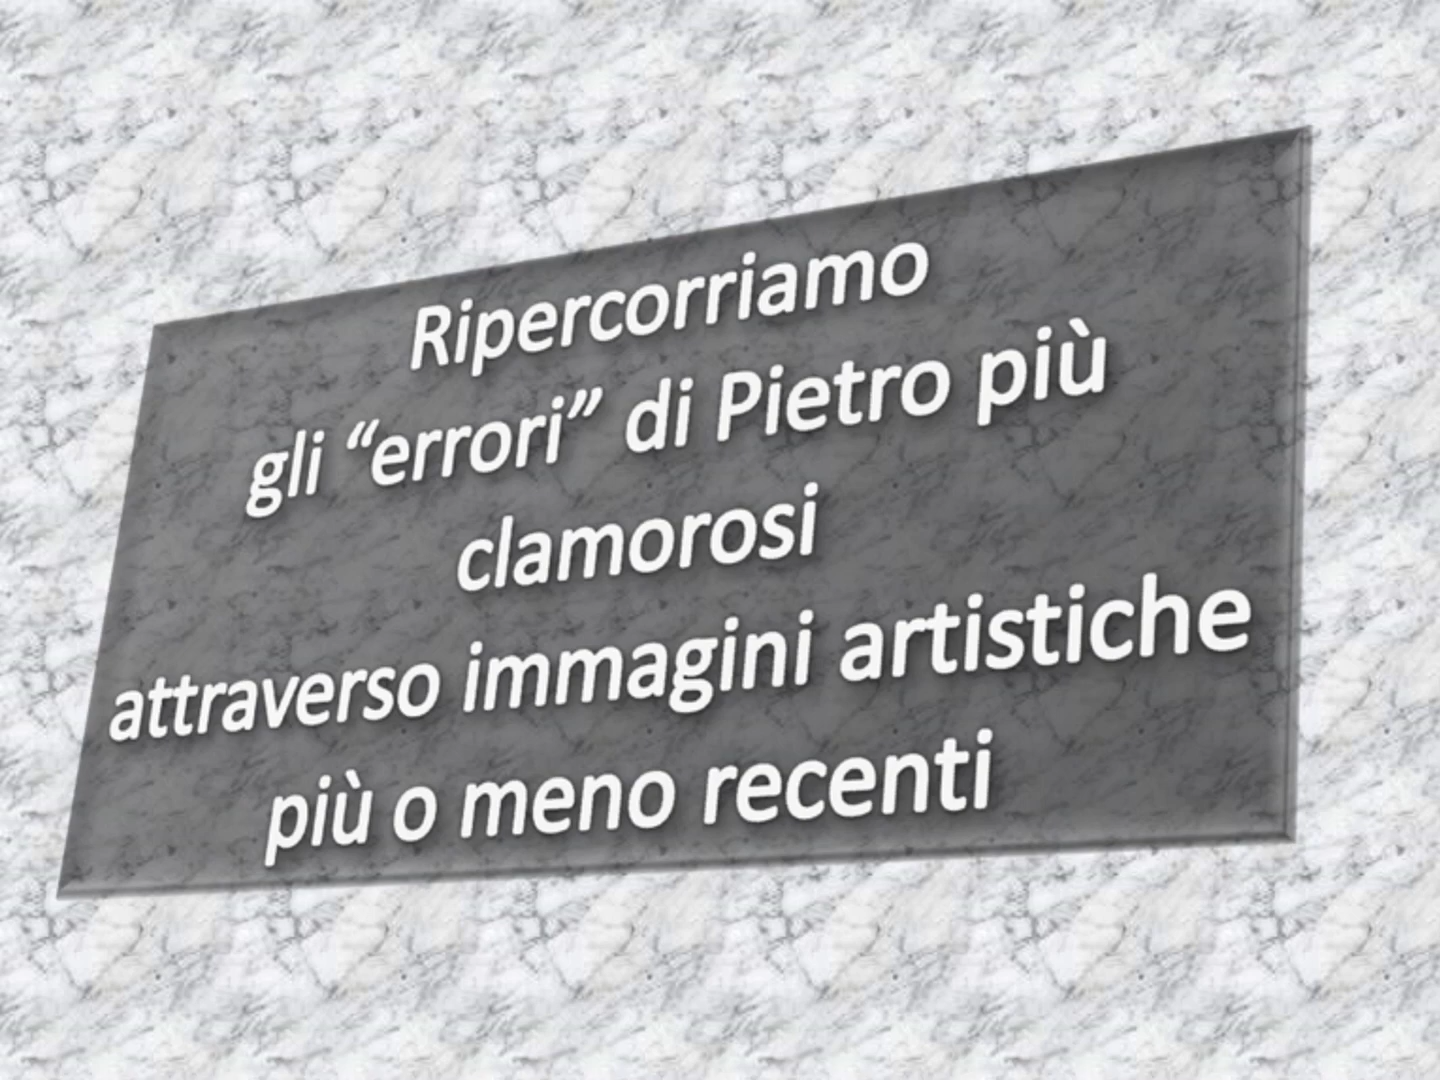 Ripercorriamo
gli “errori” di Pietro più
clamorosi
attraverso immagini artistiche
più o meno recenti